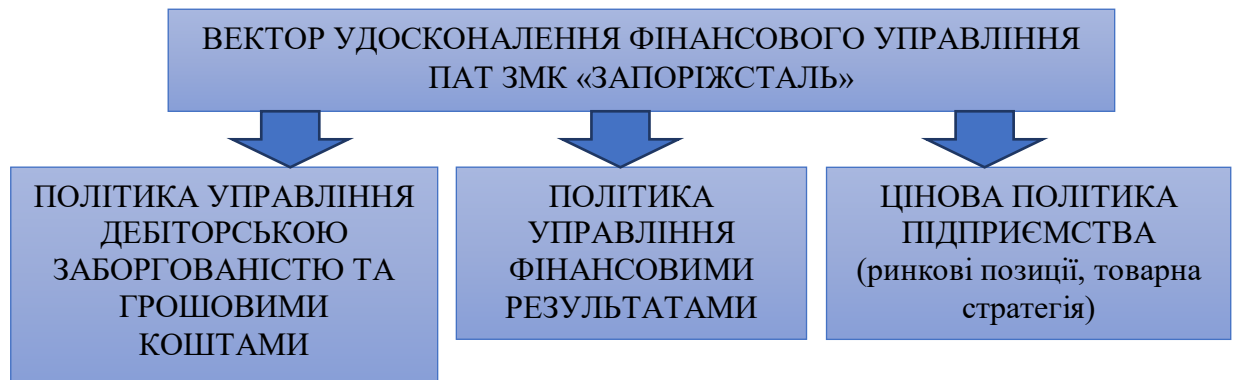 ВЕКТОР УДОСКОНАЛЕННЯ ФІНАНСОВОГО УПРАВЛІННЯ
ПАТ ЗМК «ЗАПОРІЖСТАЛЬ»
ПОЛІТИКА УПРАВЛІННЯ
ДЕБІТОРСЬКОЮ
ЗАБОРГОВАНІСТЮ ТА
ГРОШОВИМИ
КОШТАМИ
ПОЛІТИКА
УПРАВЛІННЯ
ФІНАНСОВИМИ
РЕЗУЛЬТАТАМИ
ЦІНОВА ПОЛІТИКА
ПІДПРИЄМСТВА
(ринкові позиції, товарна
стратегія)